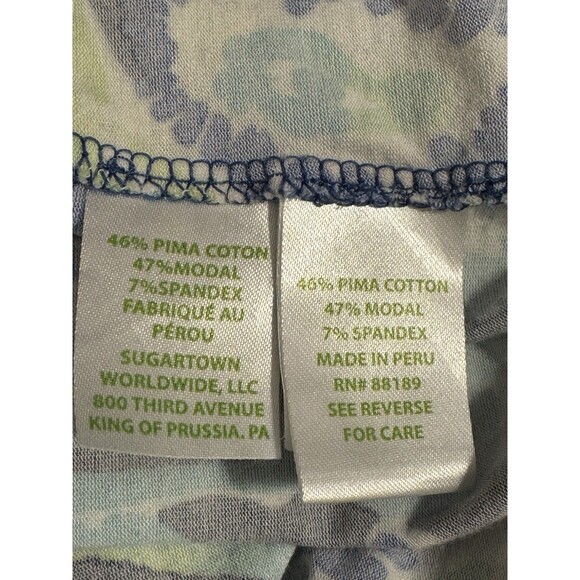 46% PIMA COTON
47%MODAL
7%SPANDEX
FABRIQUÉ AU
PÉROU
SUGARTOWN
WORLDWIDE, LLC
800 THIRD AVENUE
KING OF PRUSSIA. PA
46% PIMA COTTON
47% MODAL
7% SPANDEX
MADE IN PERU
RN# 88189
SEE REVERSE
FOR CARE